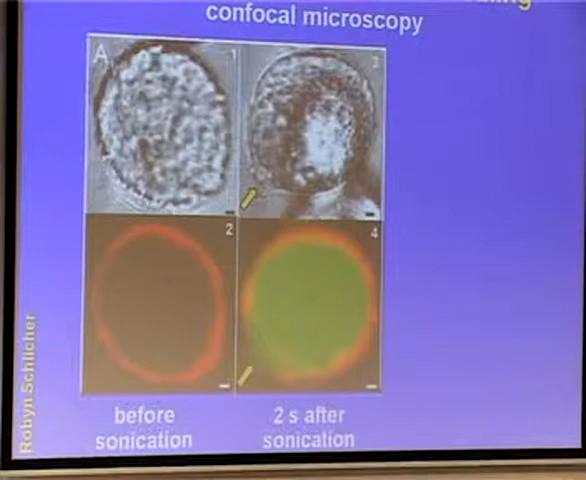 confocal microscopy
A
1
3
2
4
before
sonication
2 s after
sonication
Robyn Schlicher